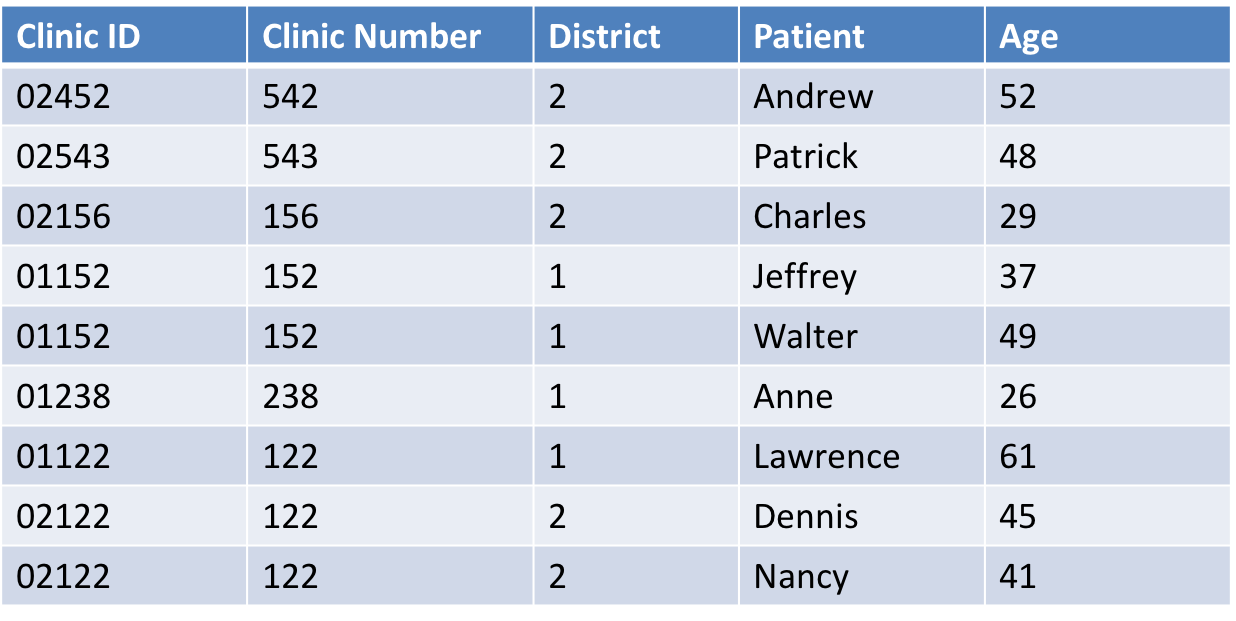 Clinic ID Clinic Number District Patient Age
02452 542 2 Andrew 52
02543 543 2 Patrick 48
02156 156 2 Charles 29
01152 152 1 Jeffrey 37
01152 152 1 Walter 49
01238 238 1 Anne 26
01122 122 1 Lawrence 61
02122 122 2 Dennis 45
02122 122 2 Nancy 41